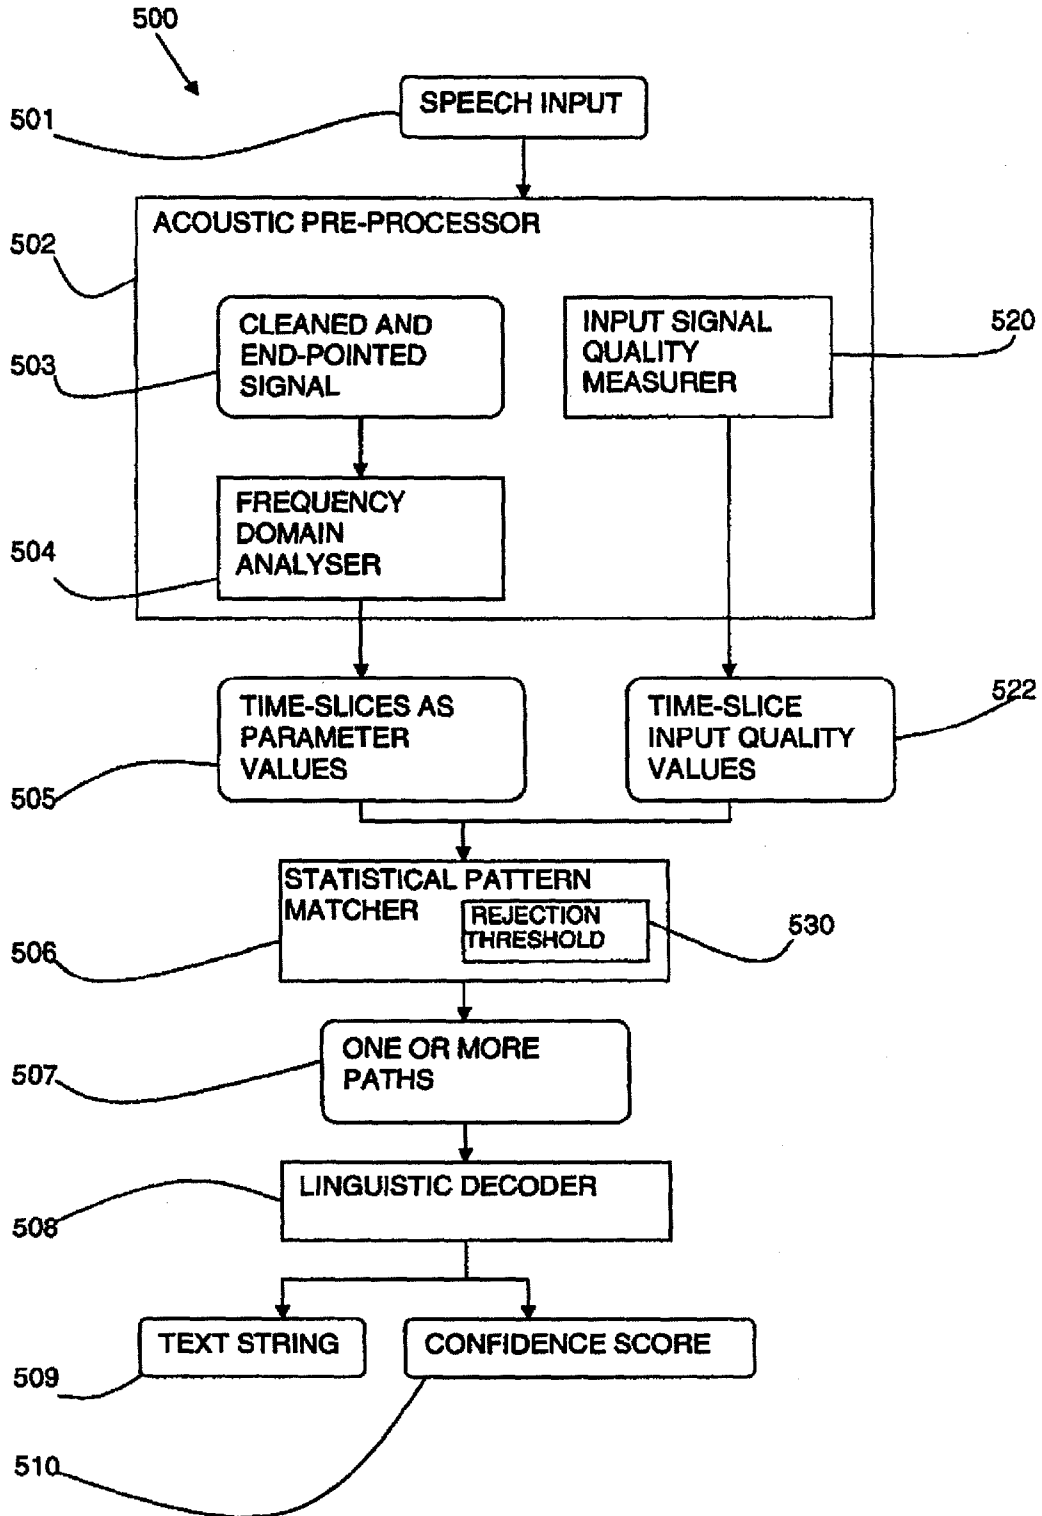 500
SPEECH INPUT
501
ACOUSTIC PRE-PROCESSOR
502
CLEANED AND
END-POINTED
SIGNAL
INPUT SIGNAL
QUALITY
MEASURER
520
503
FREQUENCY
DOMAIN
ANALYSER
504
TIME-SLICES AS
PARAMETER
VALUES
TIME-SLICE
INPUT QUALITY
VALUES
522
505
STATISTICAL PATTERN
MATCHER
REJECTION
THRESHOLD
530
506
ONE OR MORE
PATHS
507
LINGUISTIC DECODER
508
TEXT STRING
CONFIDENCE SCORE
509
510